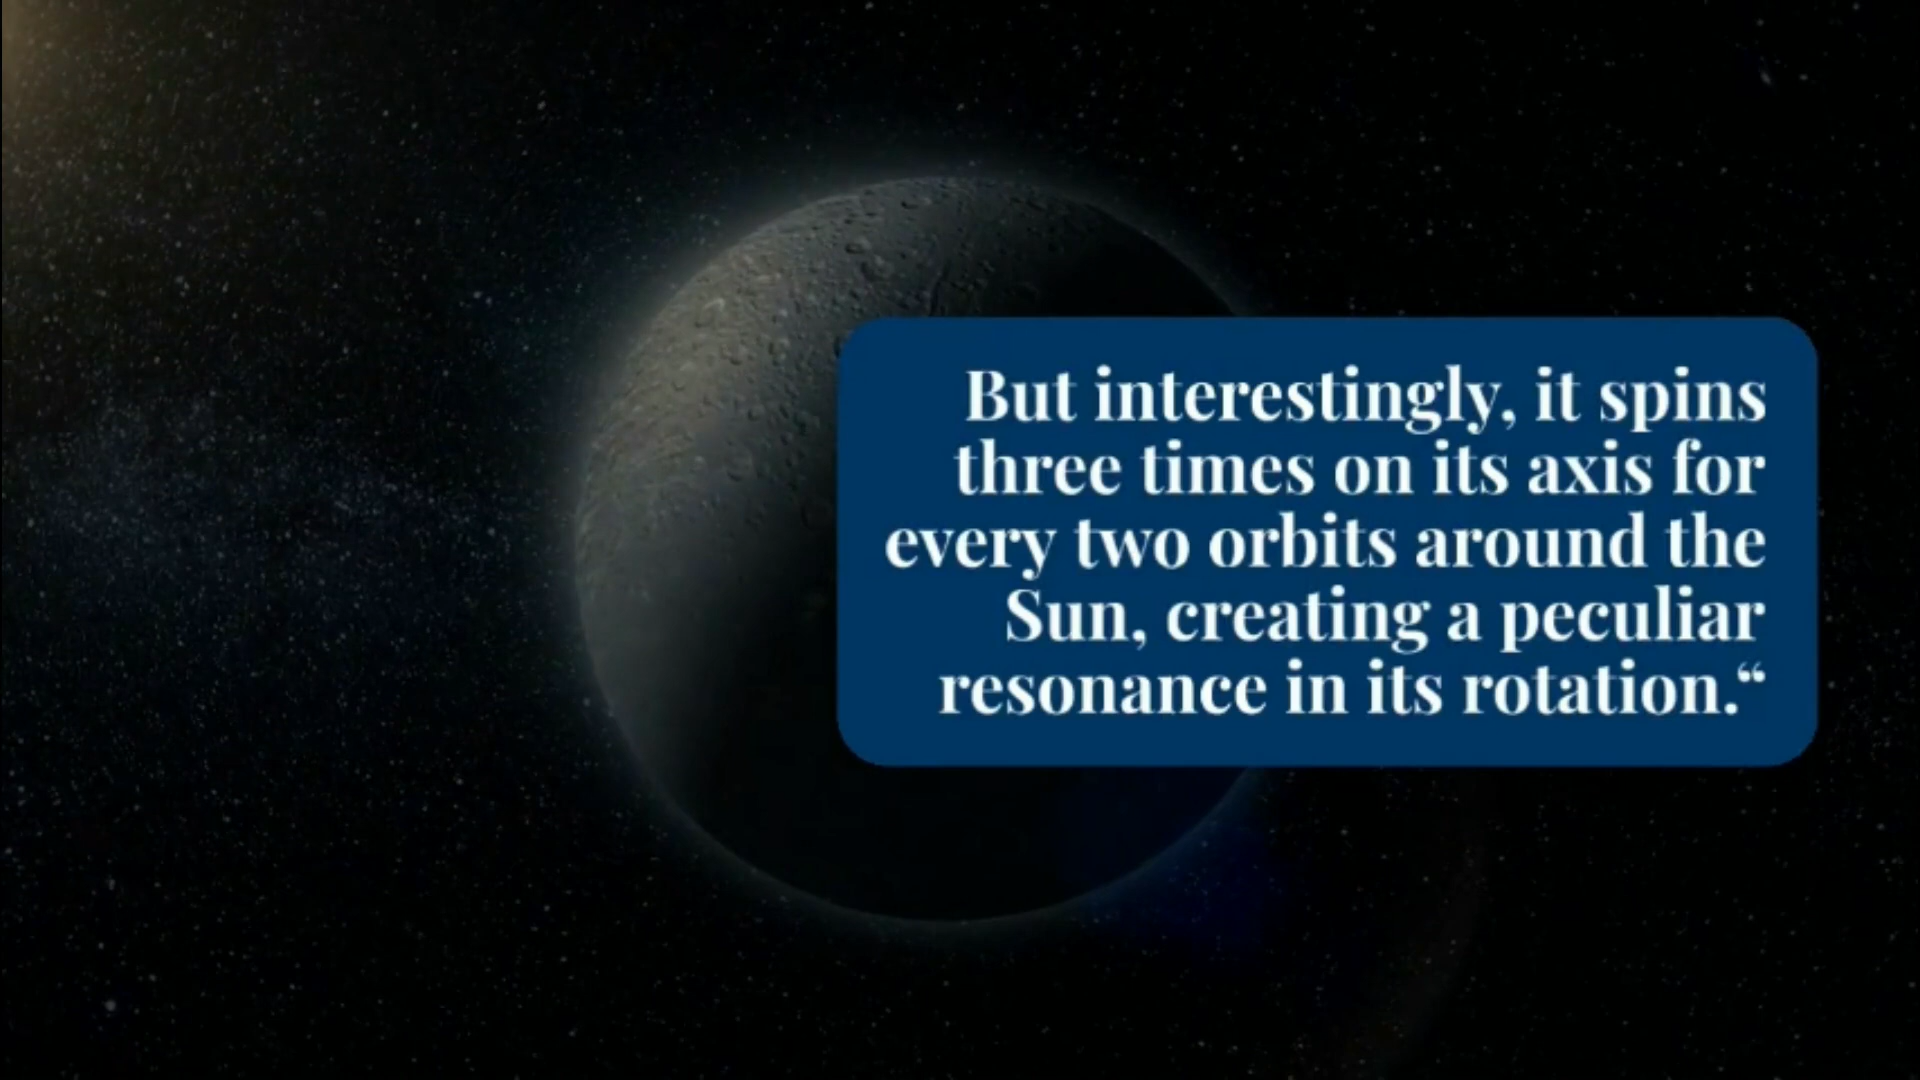 But interestingly, it spins
three times on its axis for
every two orbits around the
Sun, creating a peculiar
resonance in its rotation.“